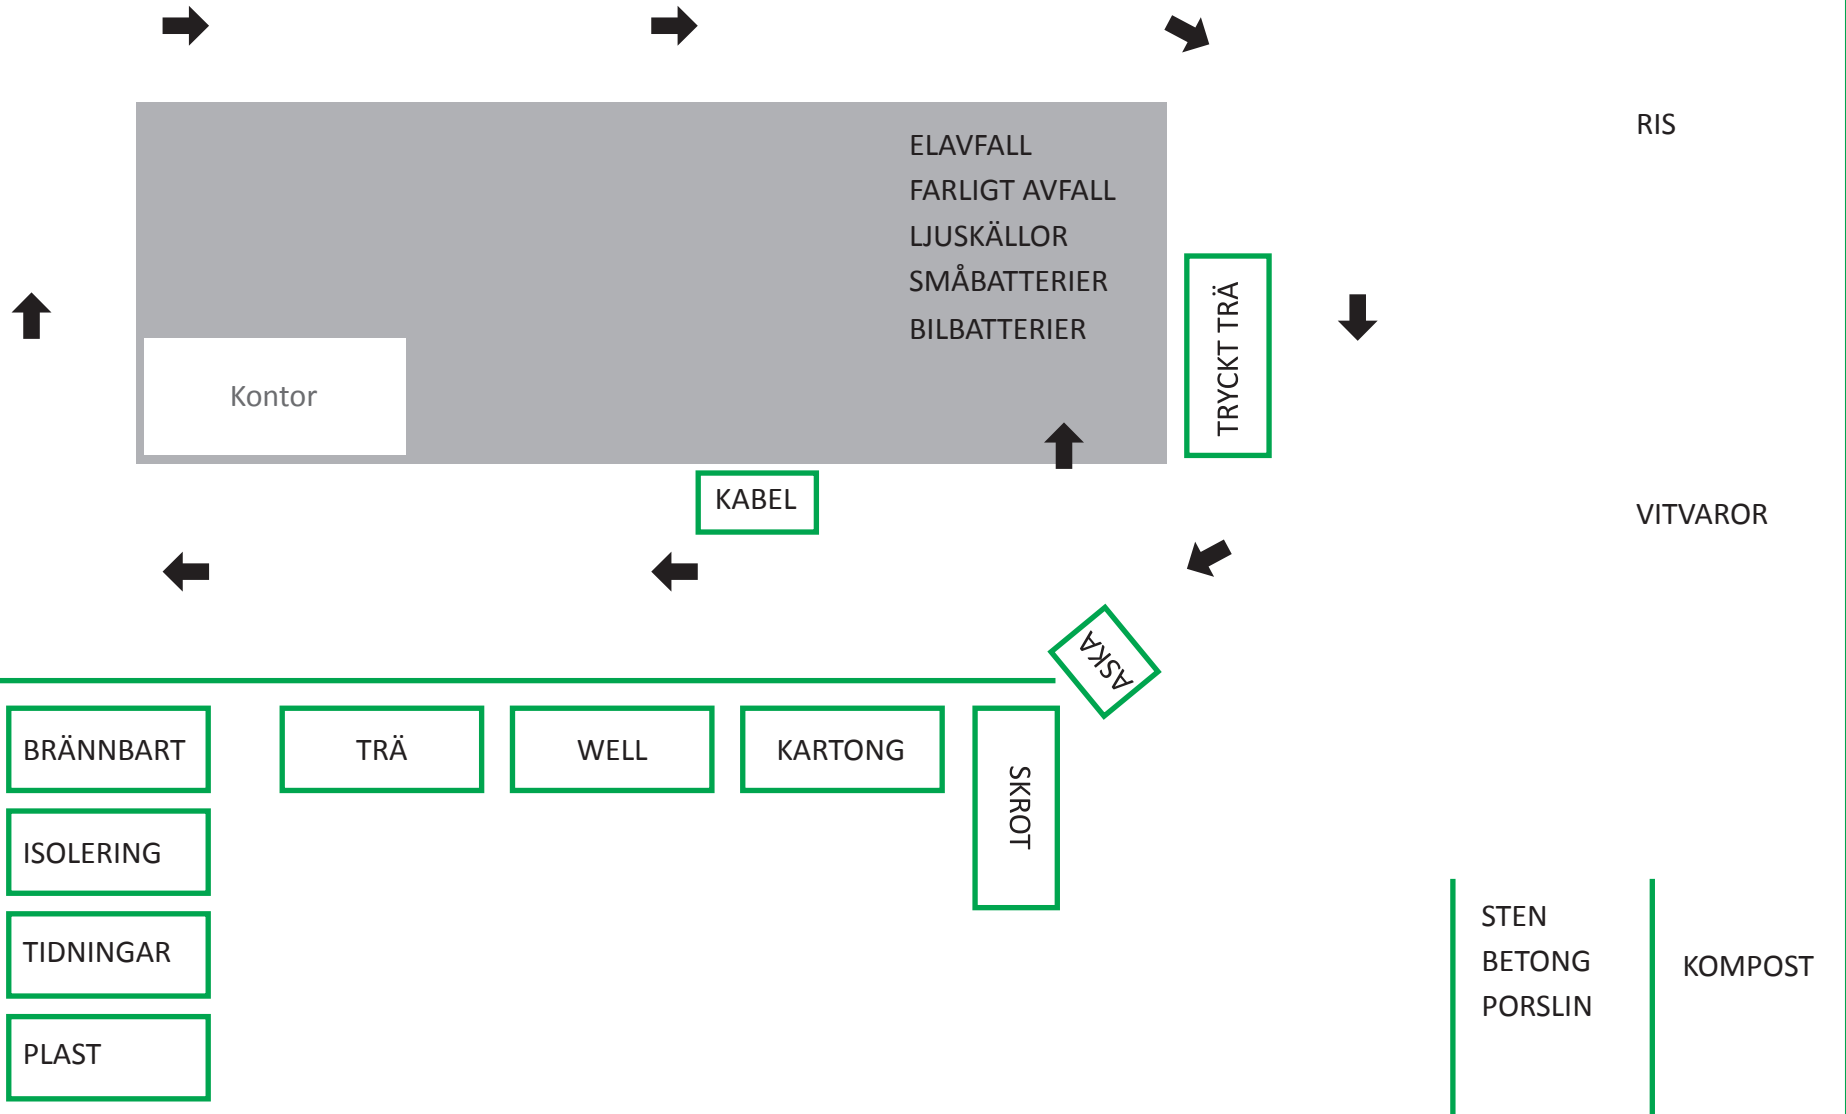 RIS
ELAVFALL
FARLIGT AVFALL
LJUSKÄLLOR
SMÅBATTERIER
BILBATTERIER
TRYCKT TRÄ
Kontor
KABEL
VITVAROR
ASKA
BRÄNNBART
TRÄ
WELL
KARTONG
SKROT
ISOLERING
TIDNINGAR
PLAST
STEN
BETONG
PORSLIN
KOMPOST